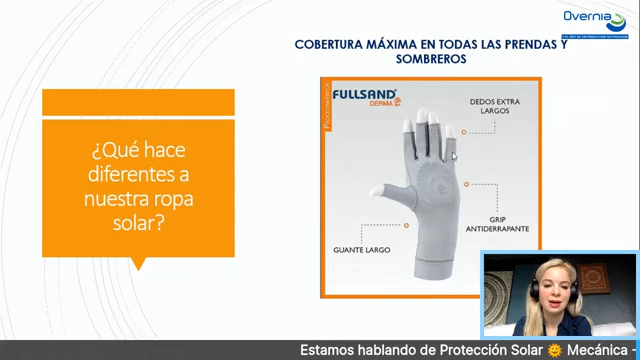 Overnia
COBERTURA MÁXIMA EN TODAS LAS PRENDAS Y
SOMBREROS
¿Qué hace
diferentes a
nuestra ropa
solar?
PROCEDIMIENTOS
FULLSAND
DERMA
DEDOS EXTRA
LARGOS
GRIP
ANTIDERRAPANTE
GUANTE LARGO
Estamos hablando de Protección Solar 🌞 Mecánica -